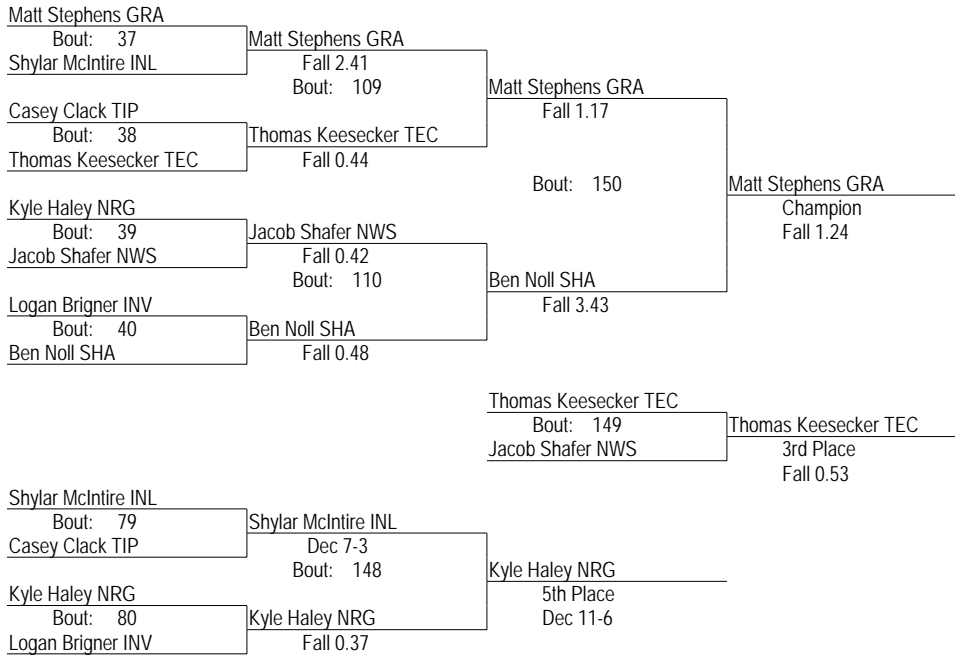 Matt Stephens GRA
Bout: 37
Shylar McIntire INL
Matt Stephens GRA
Fall 2.41
Bout: 109
Casey Clack TIP
Bout: 38
Thomas Keesecker TEC
Thomas Keesecker TEC
Fall 0.44
Matt Stephens GRA
Fall 1.17
Bout: 150
Matt Stephens GRA
Champion
Fall 1.24
Kyle Haley NRG
Bout: 39
Jacob Shafer NWS
Jacob Shafer NWS
Fall 0.42
Bout: 110
Logan Brigner INV
Bout: 40
Ben Noll SHA
Ben Noll SHA
Fall 0.48
Ben Noll SHA
Fall 3.43
Thomas Keesecker TEC
Bout: 149
Jacob Shafer NWS
Thomas Keesecker TEC
3rd Place
Fall 0.53
Shylar McIntire INL
Bout: 79
Casey Clack TIP
Shylar McIntire INL
Dec 7-3
Bout: 148
Kyle Haley NRG
Bout: 80
Logan Brigner INV
Kyle Haley NRG
Fall 0.37
Kyle Haley NRG
5th Place
Dec 11-6